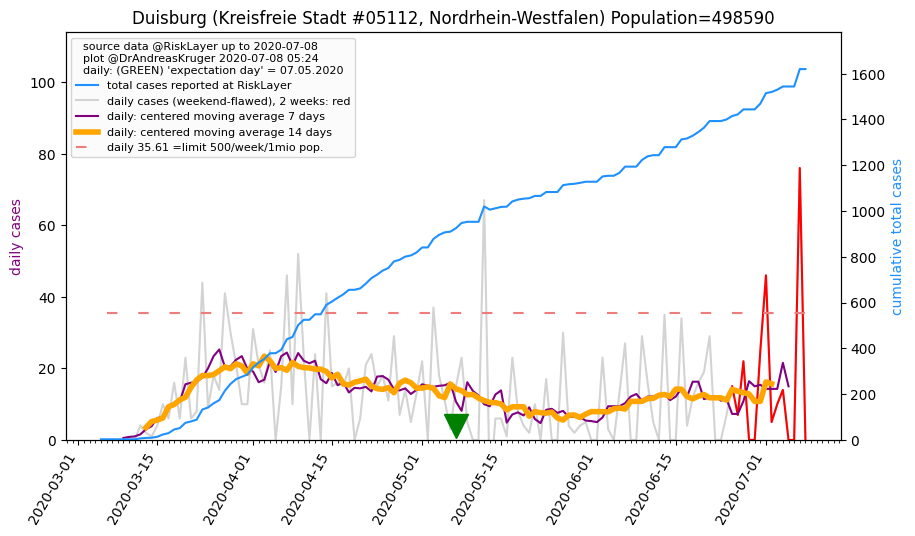 Duisburg (Kreisfreie Stadt #05112, Nordrhein-Westfalen) Population=498590
source data @RiskLayer up to 2020-07-08
plot @DrAndreasKruger 2020-07-08 05:24
daily: (GREEN) 'expectation day' = 07.05.2020
total cases reported at RiskLayer
daily cases (weekend-flawed), 2 weeks: red
daily: centered moving average 7 days
daily: centered moving average 14 days
daily 35.61 =limit 500/week/1mio pop.
daily cases
100
80
60
40
20
0
cumulative total cases
1600
1400
1200
1000
800
600
400
200
0
2020-03-01
2020-03-15
2020-04-01
2020-04-15
2020-05-01
2020-05-15
2020-06-01
2020-06-15
2020-07-01